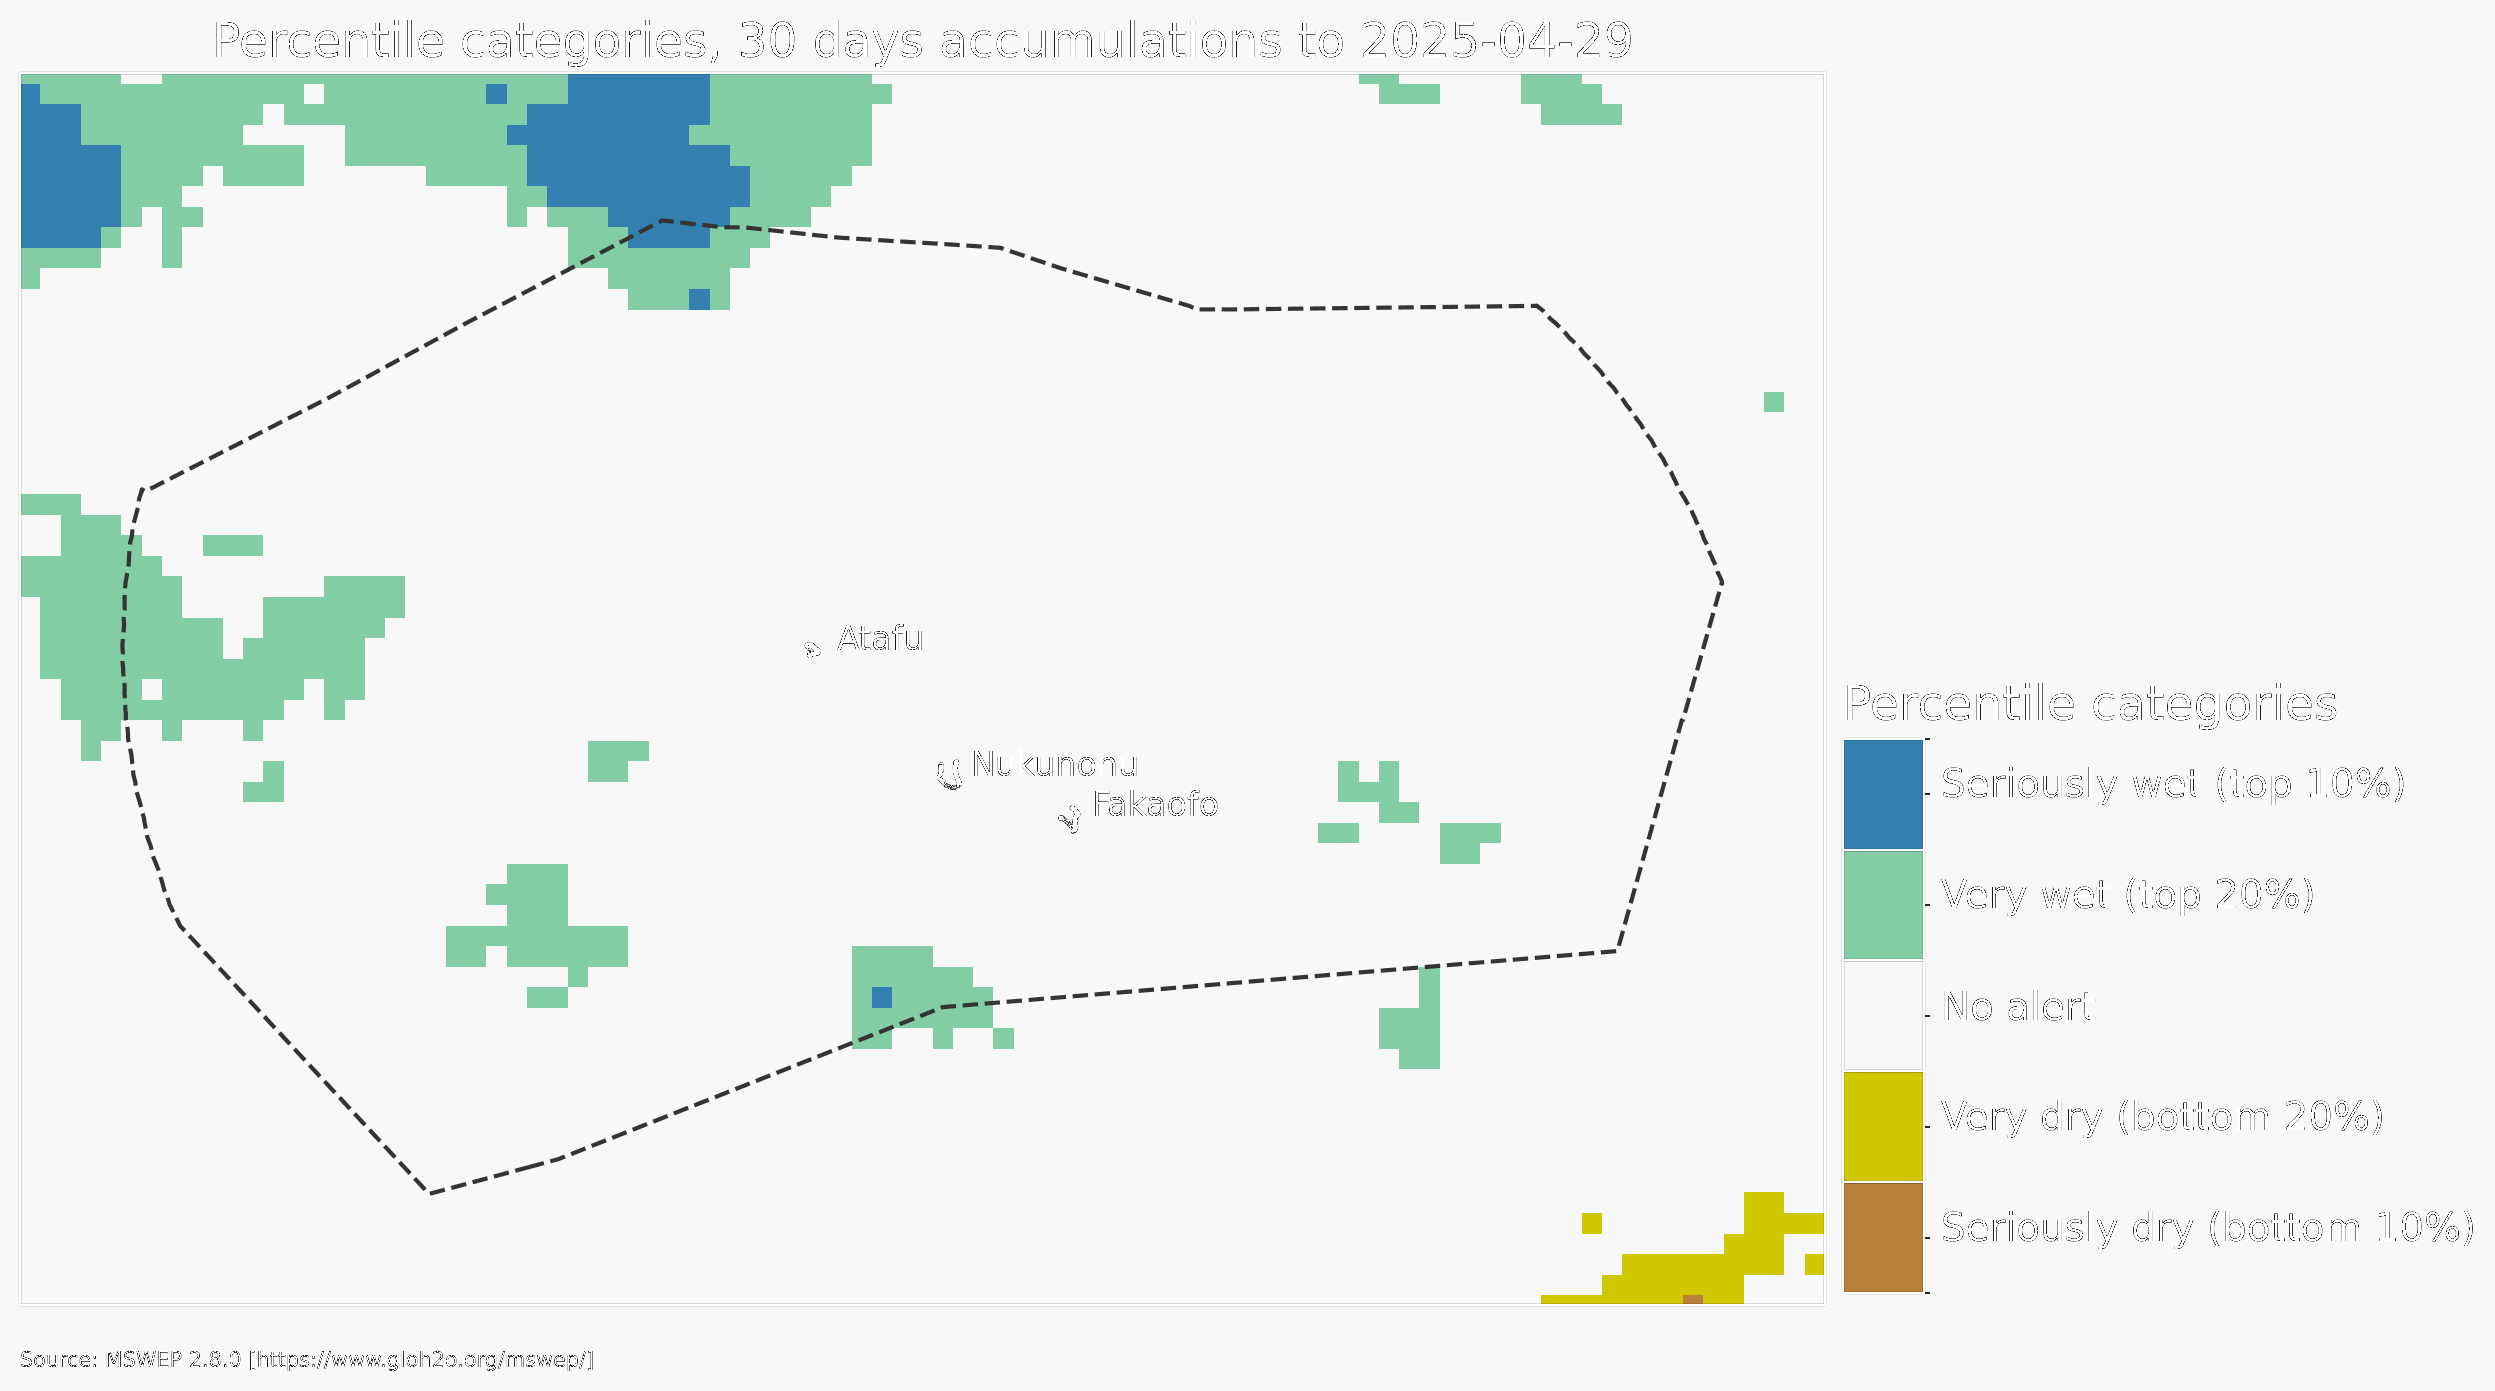 Percentile categories, 30 days accumulations to 2025-04-29
Atafu
Nukunonu
Fakaofo
Percentile categories
Seriously wet (top 10%)
Very wet (top 20%)
No alert
Very dry (bottom 20%)
Seriously dry (bottom 10%)
Source: MSWEP 2.8.0 [https://www.gloh2o.org/mswep/]